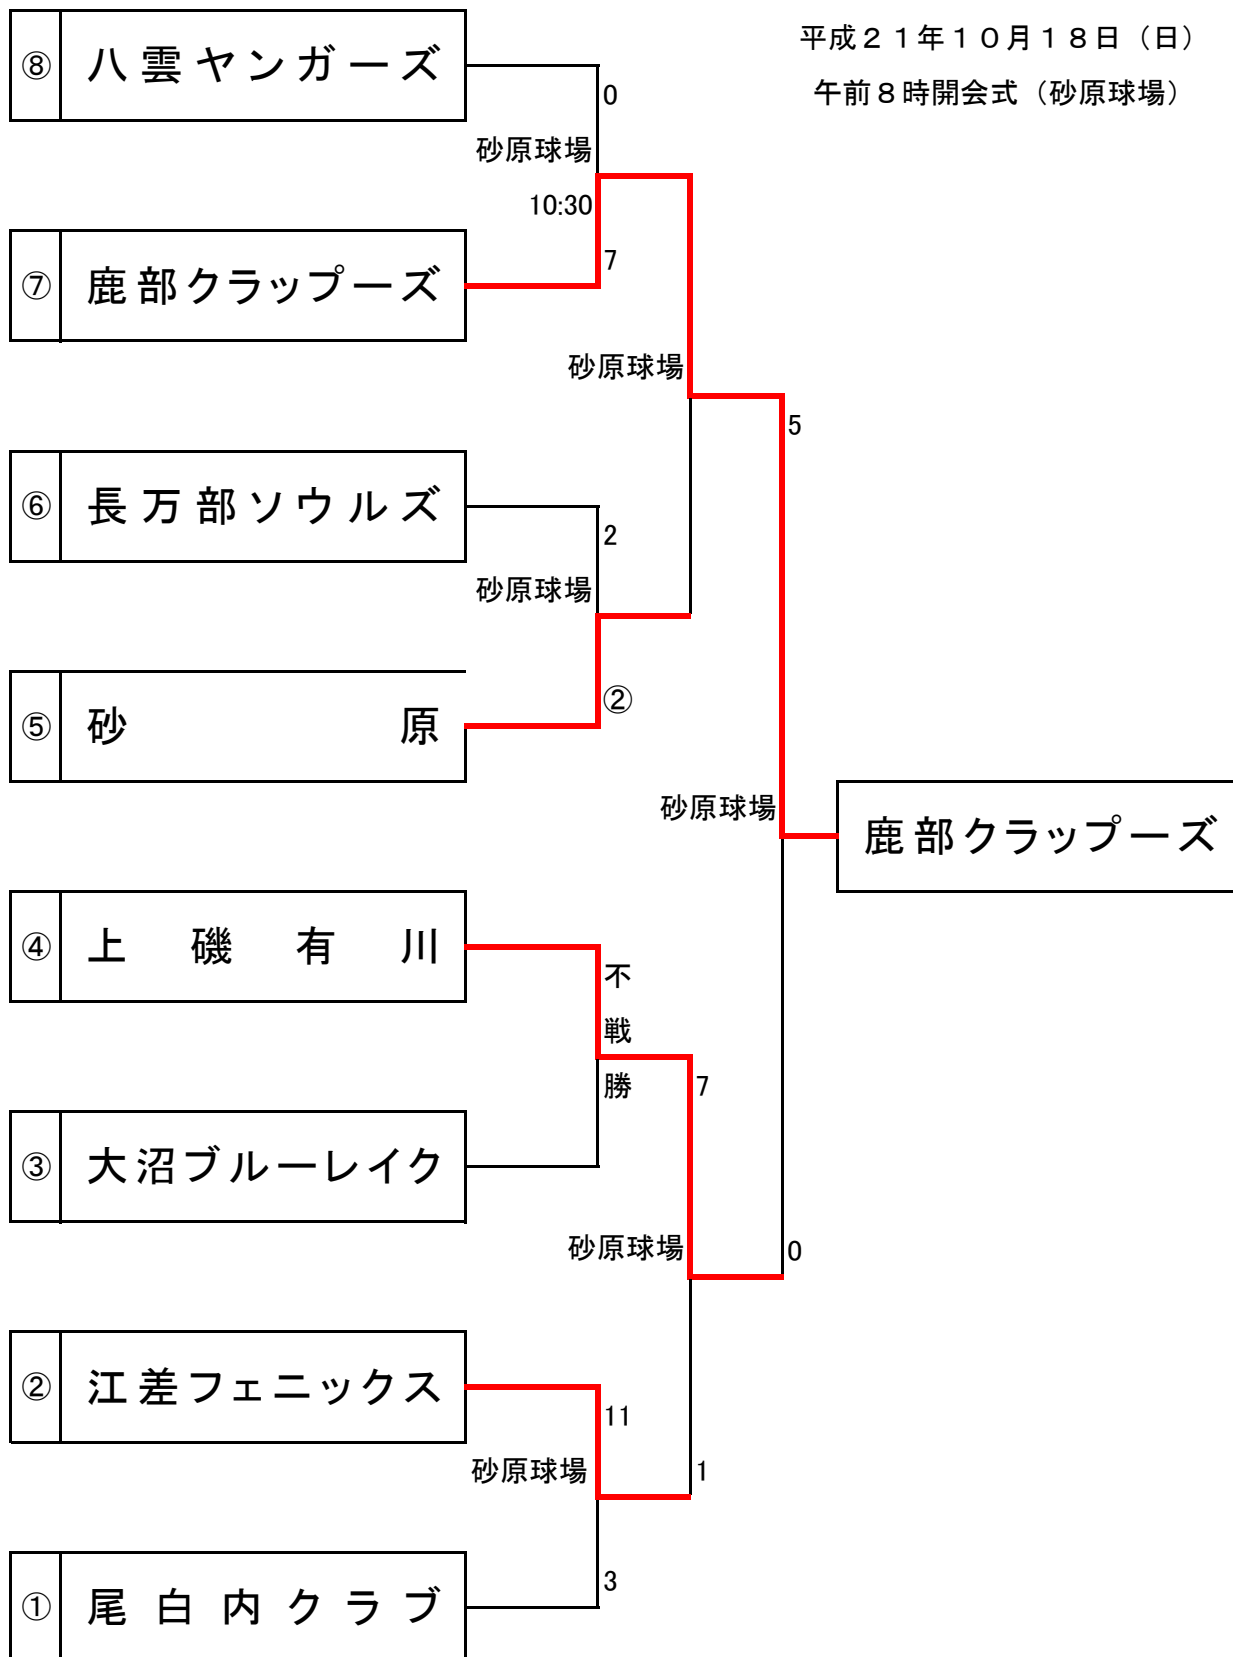 平成２１年１０月１８日（日）
午前８時開会式（砂原球場）
⑧ 八雲ヤンガーズ
0
砂原球場
10:30
7
⑦ 鹿部クラップーズ
砂原球場
5
⑥ 長万部ソウルズ
2
砂原球場
②
⑤ 砂原
砂原球場
鹿部クラップーズ
④ 上磯有川
不
戦
勝
7
③ 大沼ブルーレイク
砂原球場
0
② 江差フェニックス
11
砂原球場
1
3
① 尾白内クラブ